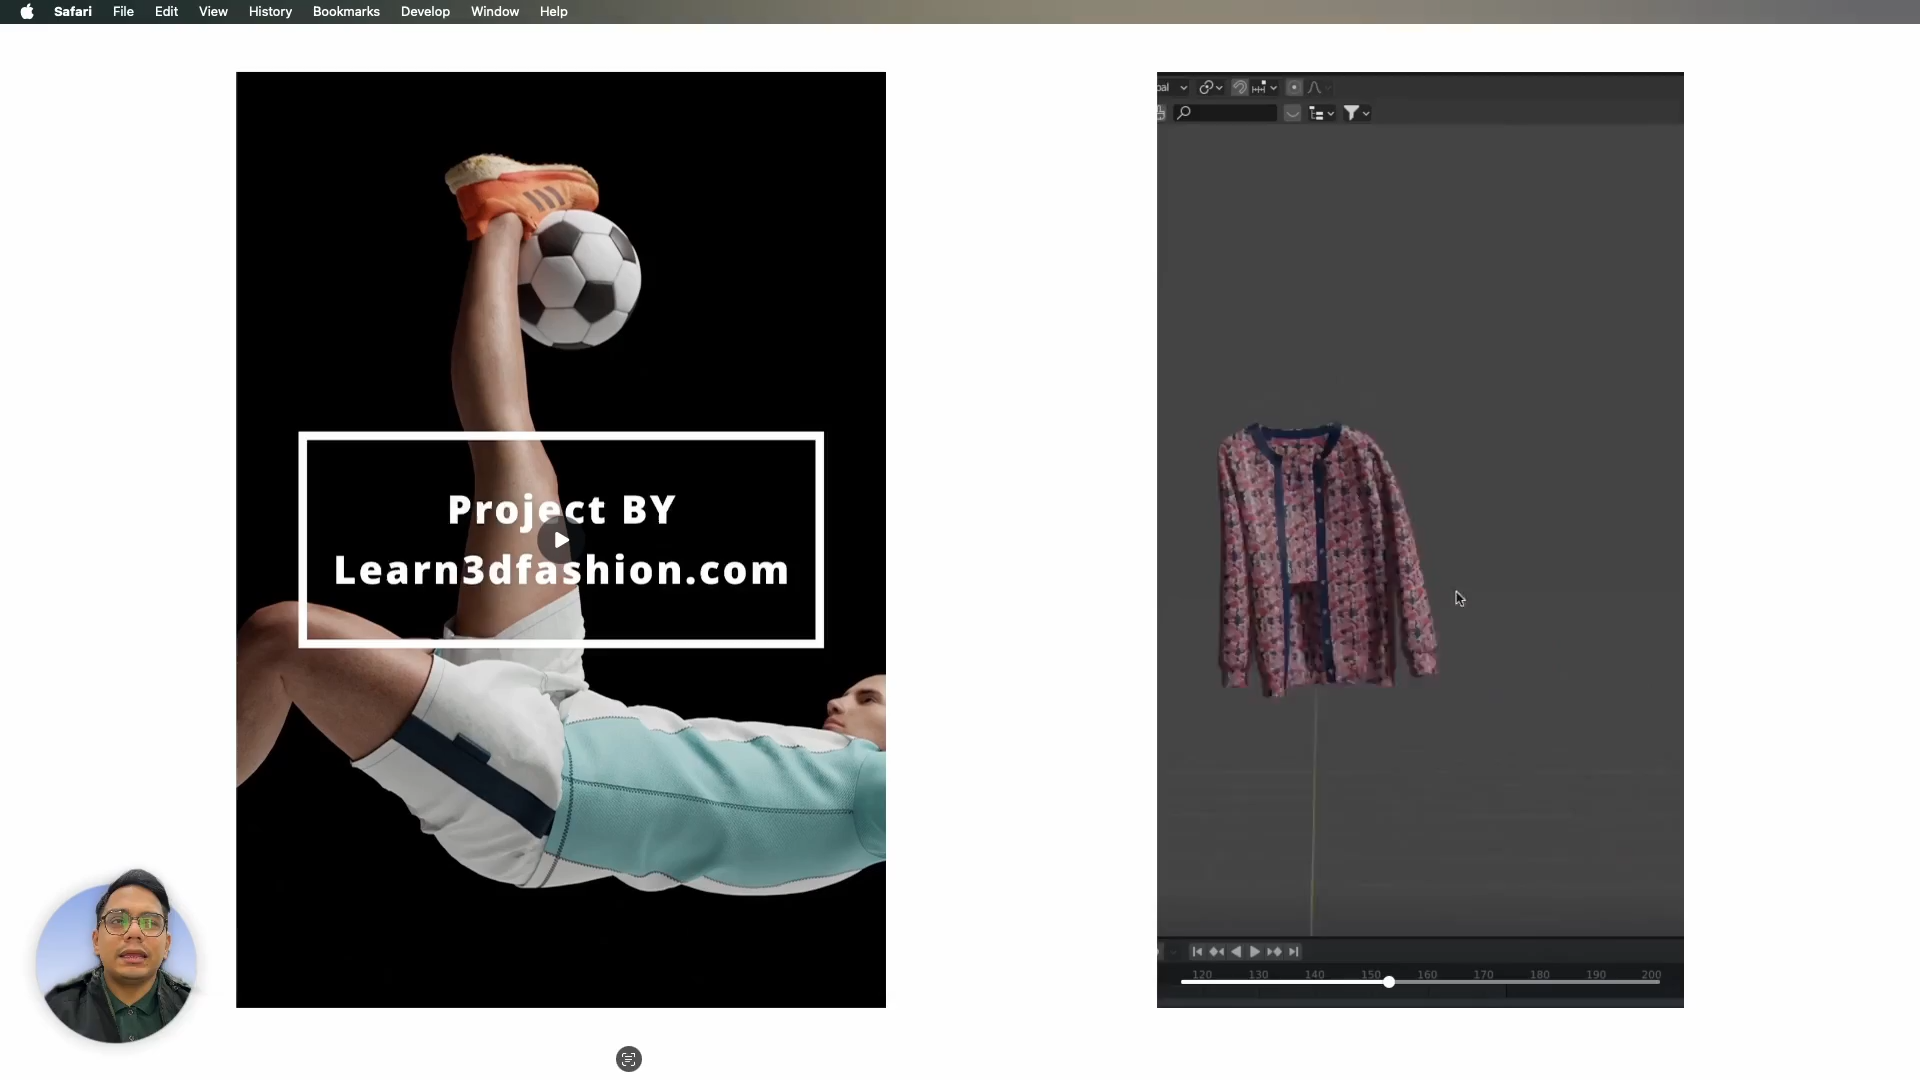 Safari File Edit View History Bookmarks Develop Window Help
Project BY
Learn3dfashion.com
120 130 140 150 160 170 180 190 200